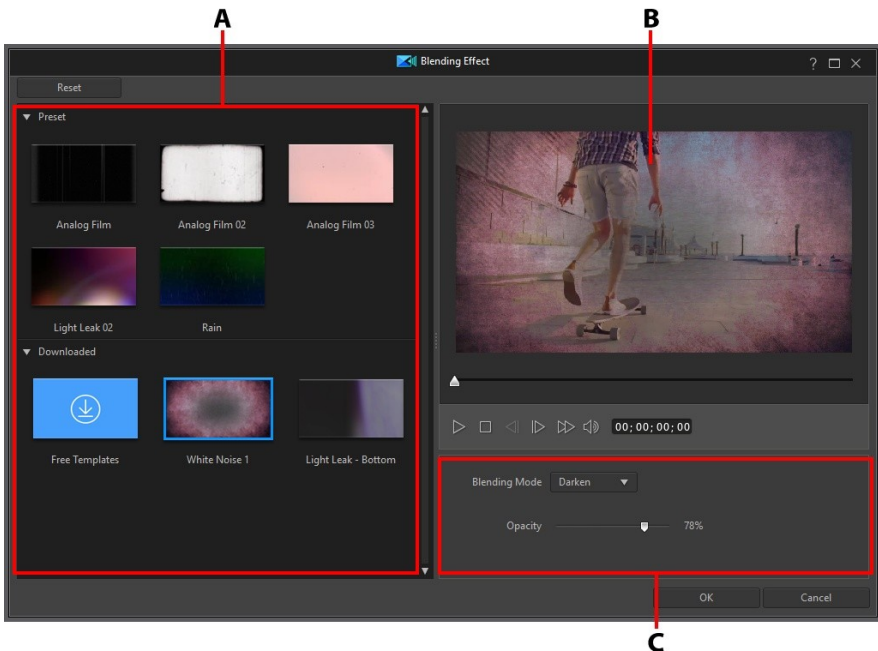 A
B
Blending Effect
?
Reset
Preset
Analog Film
Analog Film 02
Analog Film 03
Light Leak 02
Rain
Downloaded
Free Templates
White Noise 1
Light Leak - Bottom
00;00;00;00
Blending Mode Darken
Opacity 78%
OK Cancel
C